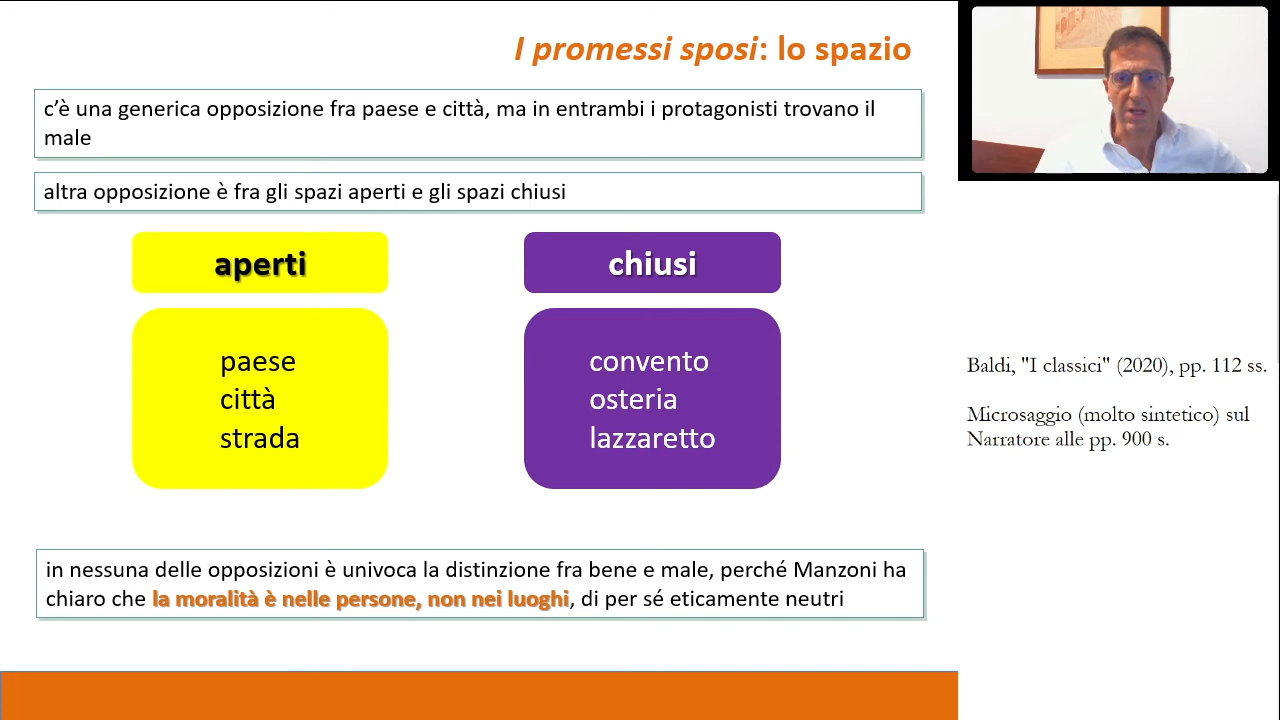 I promessi sposi: lo spazio
c'è una generica opposizione fra paese e città, ma in entrambi i protagonisti trovano il
male
altra opposizione è fra gli spazi aperti e gli spazi chiusi
aperti
chiusi
paese
città
strada
convento
osteria
lazzaretto
in nessuna delle opposizioni è univoca la distinzione fra bene e male, perché Manzoni ha
chiaro che la moralità è nelle persone, non nei luoghi, di per sé eticamente neutri
Baldi, "I classici" (2020), pp. 112 ss.
Microsaggio (molto sintetico) sul
Narratore alle pp. 900 s.